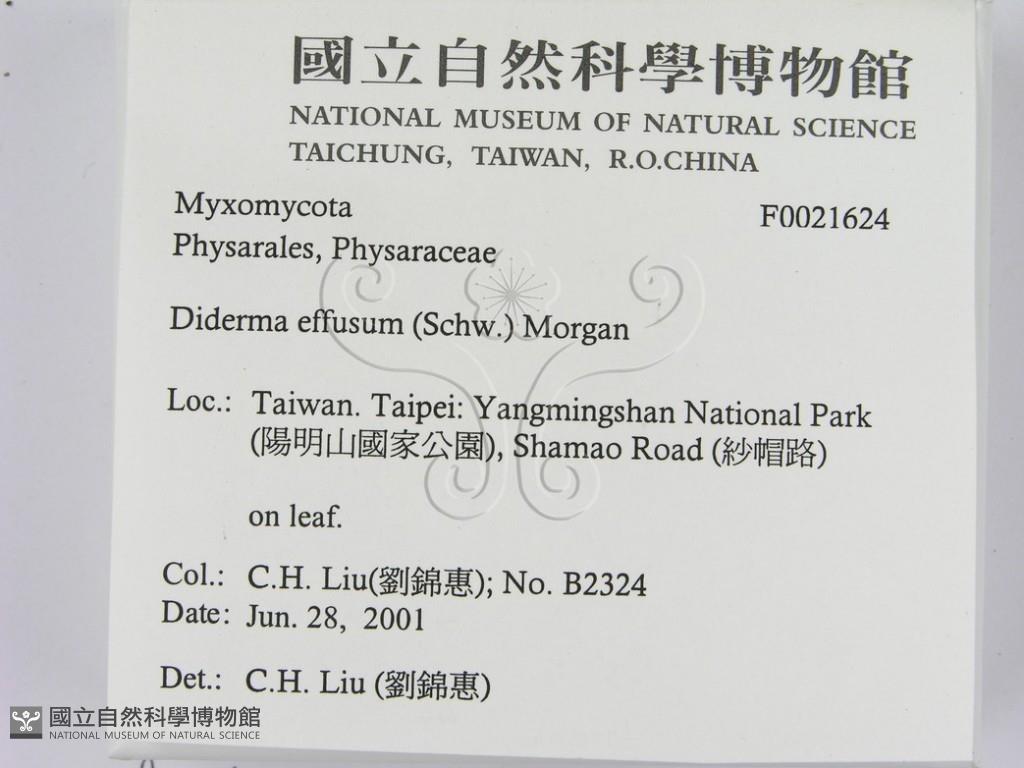 國立自然科學博物館
NATIONAL MUSEUM OF NATURAL SCIENCE
TAICHUNG, TAIWAN, R.O.CHINA
Myxomycota F0021624
Physarales, Physaraceae
Diderma effusum (Schw.) Morgan
Loc.: Taiwan. Taipei: Yangmingshan National Park
(陽明山國家公園), Shamao Road (紗帽路)
on leaf.
Col.: C.H. Liu(劉錦惠); No. B2324
Date: Jun. 28, 2001
Det.: C.H. Liu (劉錦惠)
國立自然科學博物館
NATIONAL MUSEUM OF NATURAL SCIENCE